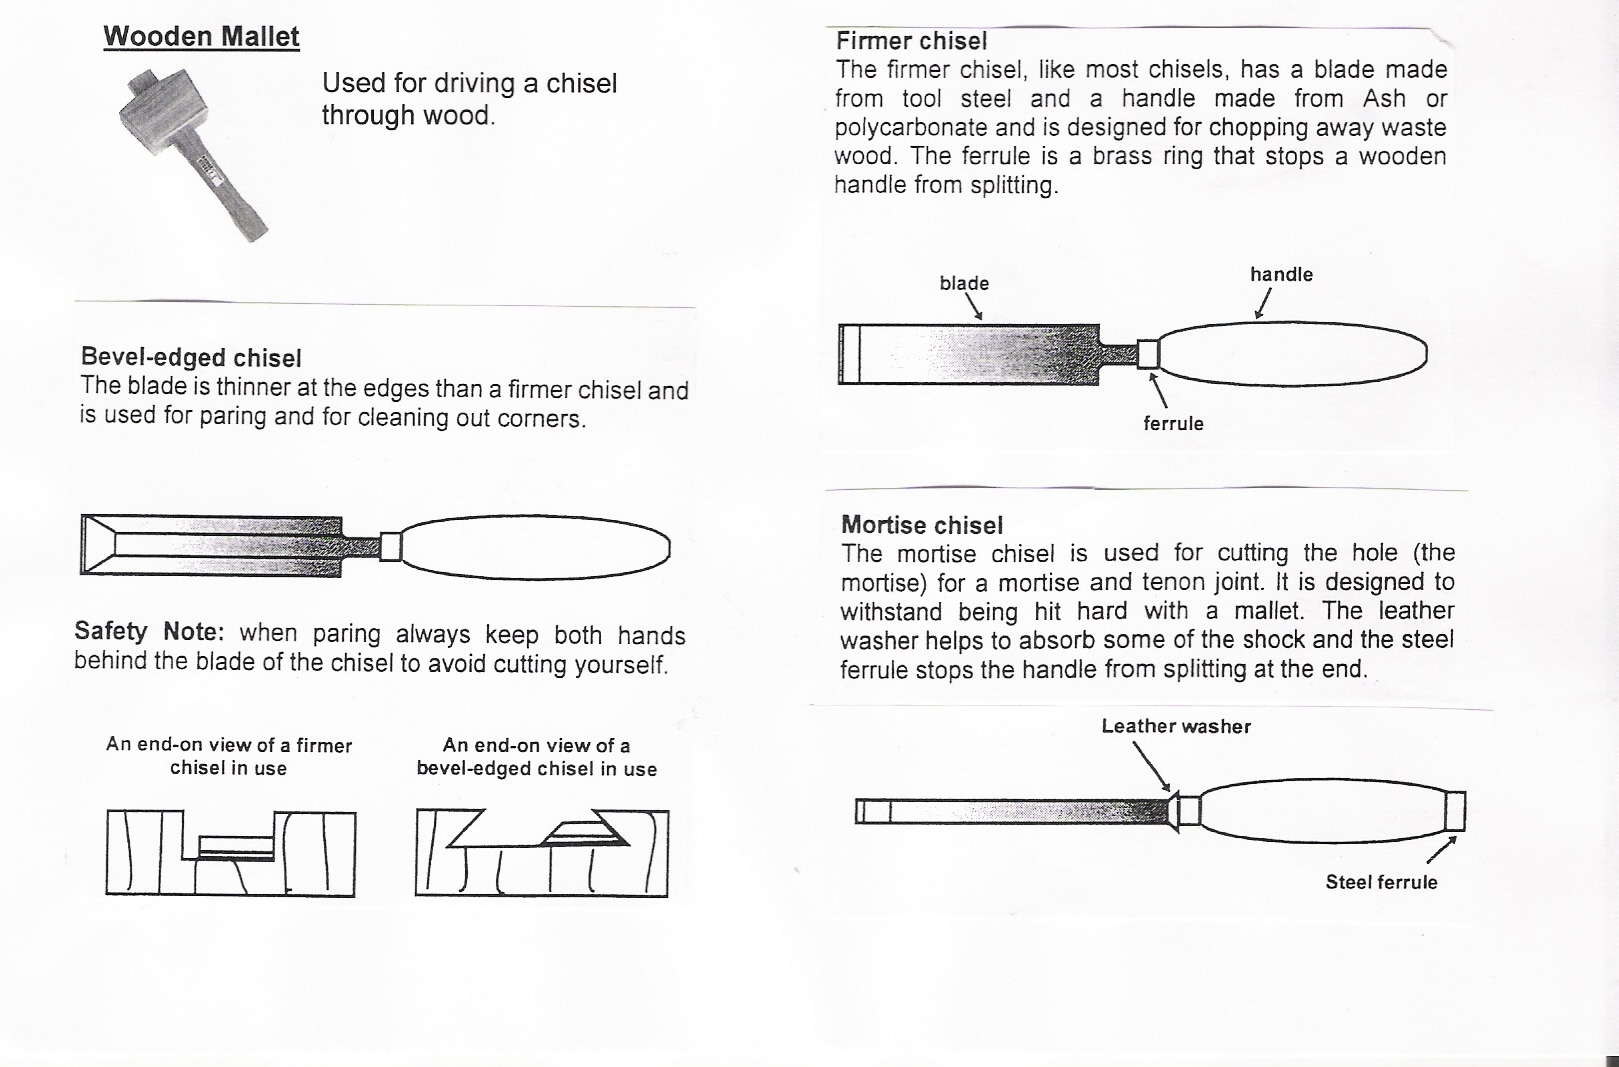 Wooden Mallet
Used for driving a chisel
through wood.
Bevel-edged chisel
The blade is thinner at the edges than a firmer chisel and
is used for paring and for cleaning out corners.
Safety Note: when paring always keep both hands
behind the blade of the chisel to avoid cutting yourself.
An end-on view of a firmer
chisel in use
An end-on view of a
bevel-edged chisel in use
Firmer chisel
The firmer chisel, like most chisels, has a blade made
from tool steel and a handle made from Ash or
polycarbonate and is designed for chopping away waste
wood. The ferrule is a brass ring that stops a wooden
handle from splitting.
blade
handle
ferrule
Mortise chisel
The mortise chisel is used for cutting the hole (the
mortise) for a mortise and tenon joint. It is designed to
withstand being hit hard with a mallet. The leather
washer helps to absorb some of the shock and the steel
ferrule stops the handle from splitting at the end.
Leather washer
Steel ferrule